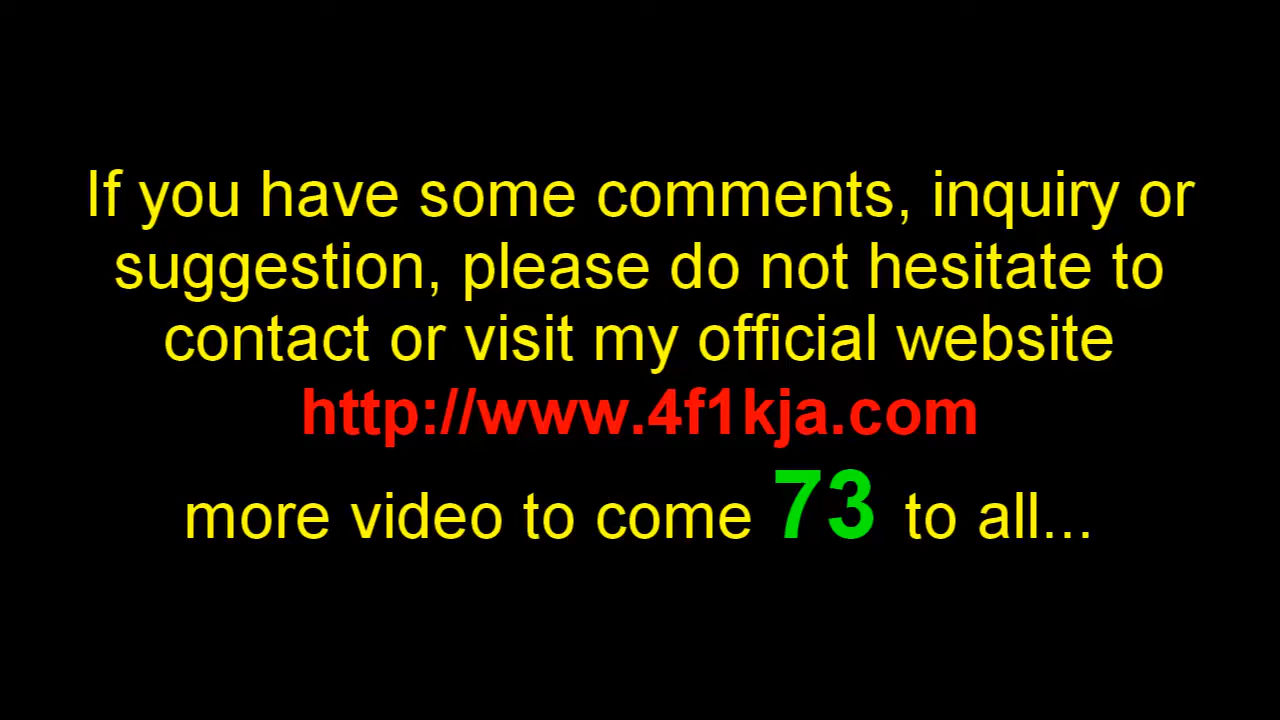 If you have some comments, inquiry or
suggestion, please do not hesitate to
contact or visit my official website
http://www.4f1kja.com
more video to come 73 to all...